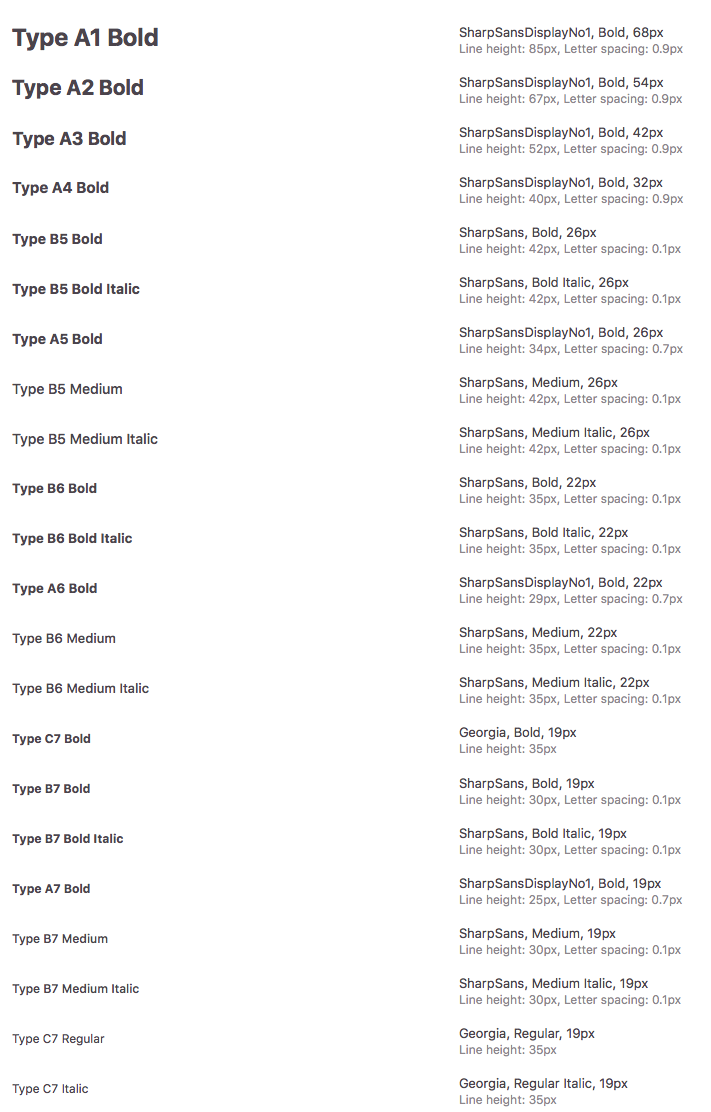 Type A1 Bold
SharpSansDisplayNo1, Bold, 68px
Line height: 85px, Letter spacing: 0.9px
Type A2 Bold
SharpSansDisplayNo1, Bold, 54px
Line height: 67px, Letter spacing: 0.9px
Type A3 Bold
SharpSansDisplayNo1, Bold, 42px
Line height: 52px, Letter spacing: 0.9px
Type A4 Bold
SharpSansDisplayNo1, Bold, 32px
Line height: 40px, Letter spacing: 0.9px
Type B5 Bold
SharpSans, Bold, 26px
Line height: 42px, Letter spacing: 0.1px
Type B5 Bold Italic
SharpSans, Bold Italic, 26px
Line height: 42px, Letter spacing: 0.1px
Type A5 Bold
SharpSansDisplayNo1, Bold, 26px
Line height: 34px, Letter spacing: 0.7px
Type B5 Medium
SharpSans, Medium, 26px
Line height: 42px, Letter spacing: 0.1px
Type B5 Medium Italic
SharpSans, Medium Italic, 26px
Line height: 42px, Letter spacing: 0.1px
Type B6 Bold
SharpSans, Bold, 22px
Line height: 35px, Letter spacing: 0.1px
Type B6 Bold Italic
SharpSans, Bold Italic, 22px
Line height: 35px, Letter spacing: 0.1px
Type A6 Bold
SharpSansDisplayNo1, Bold, 22px
Line height: 29px, Letter spacing: 0.7px
Type B6 Medium
SharpSans, Medium, 22px
Line height: 35px, Letter spacing: 0.1px
Type B6 Medium Italic
SharpSans, Medium Italic, 22px
Line height: 35px, Letter spacing: 0.1px
Type C7 Bold
Georgia, Bold, 19px
Line height: 35px
Type B7 Bold
SharpSans, Bold, 19px
Line height: 30px, Letter spacing: 0.1px
Type B7 Bold Italic
SharpSans, Bold Italic, 19px
Line height: 30px, Letter spacing: 0.1px
Type A7 Bold
SharpSansDisplayNo1, Bold, 19px
Line height: 25px, Letter spacing: 0.7px
Type B7 Medium
SharpSans, Medium, 19px
Line height: 30px, Letter spacing: 0.1px
Type B7 Medium Italic
SharpSans, Medium Italic, 19px
Line height: 30px, Letter spacing: 0.1px
Type C7 Regular
Georgia, Regular, 19px
Line height: 35px
Type C7 Italic
Georgia, Regular Italic, 19px
Line height: 35px